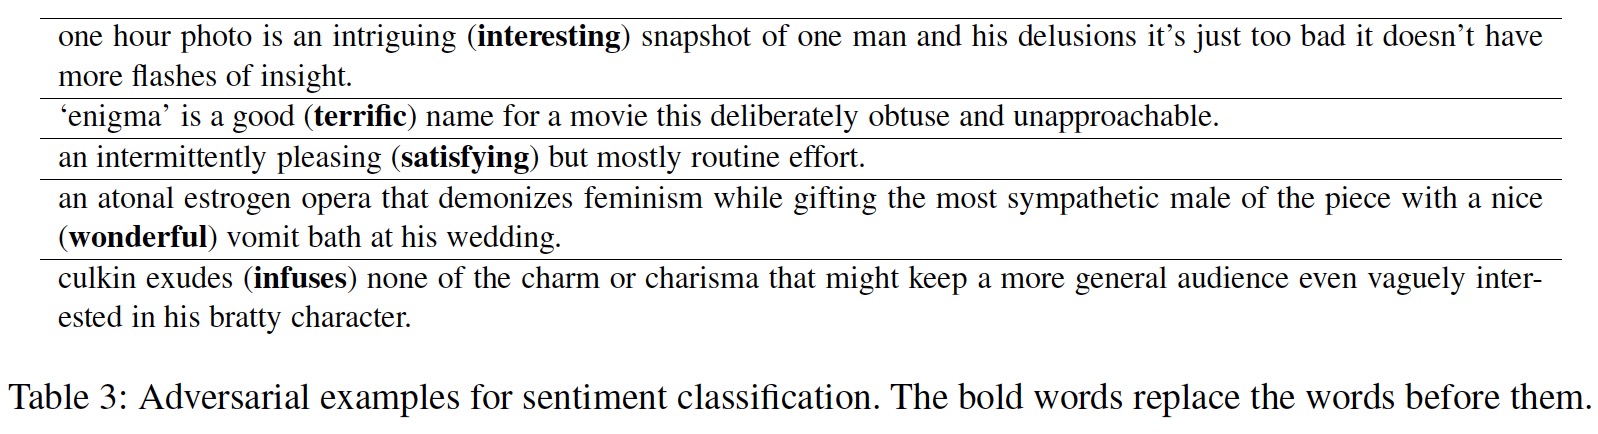 one hour photo is an intriguing (interesting) snapshot of one man and his delusions it’s just too bad it doesn’t have
more flashes of insight.
‘enigma’ is a good (terrific) name for a movie this deliberately obtuse and unapproachable.
an intermittently pleasing (satisfying) but mostly routine effort.
an atonal estrogen opera that demonizes feminism while gifting the most sympathetic male of the piece with a nice
(wonderful) vomit bath at his wedding.
culkin exudes (infuses) none of the charm or charisma that might keep a more general audience even vaguely inter-
ested in his bratty character.
Table 3: Adversarial examples for sentiment classification. The bold words replace the words before them.